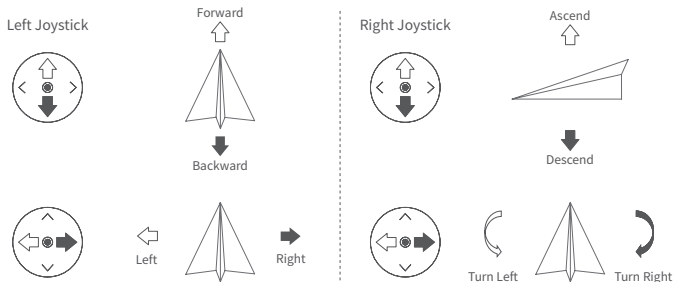 Left Joystick
Forward
Backward
Left
Right
Right Joystick
Ascend
Descend
Turn Left
Turn Right